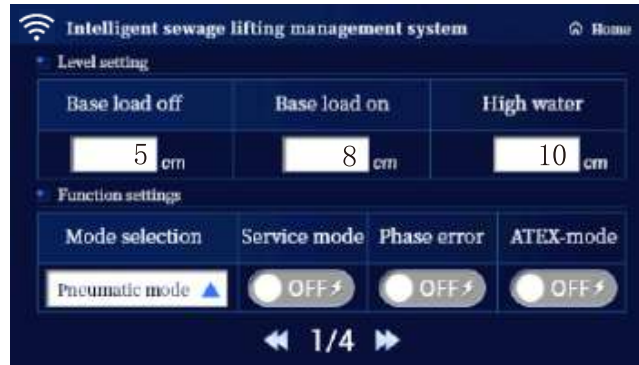 Intelligent sewage lifting management system Home
Level setting
Base load off Base load on High water
5 cm 8 cm 10 cm
Function settings
Mode selection Service mode Phase error ATEX-mode
Pneumatic mode OFF OFF OFF
1/4